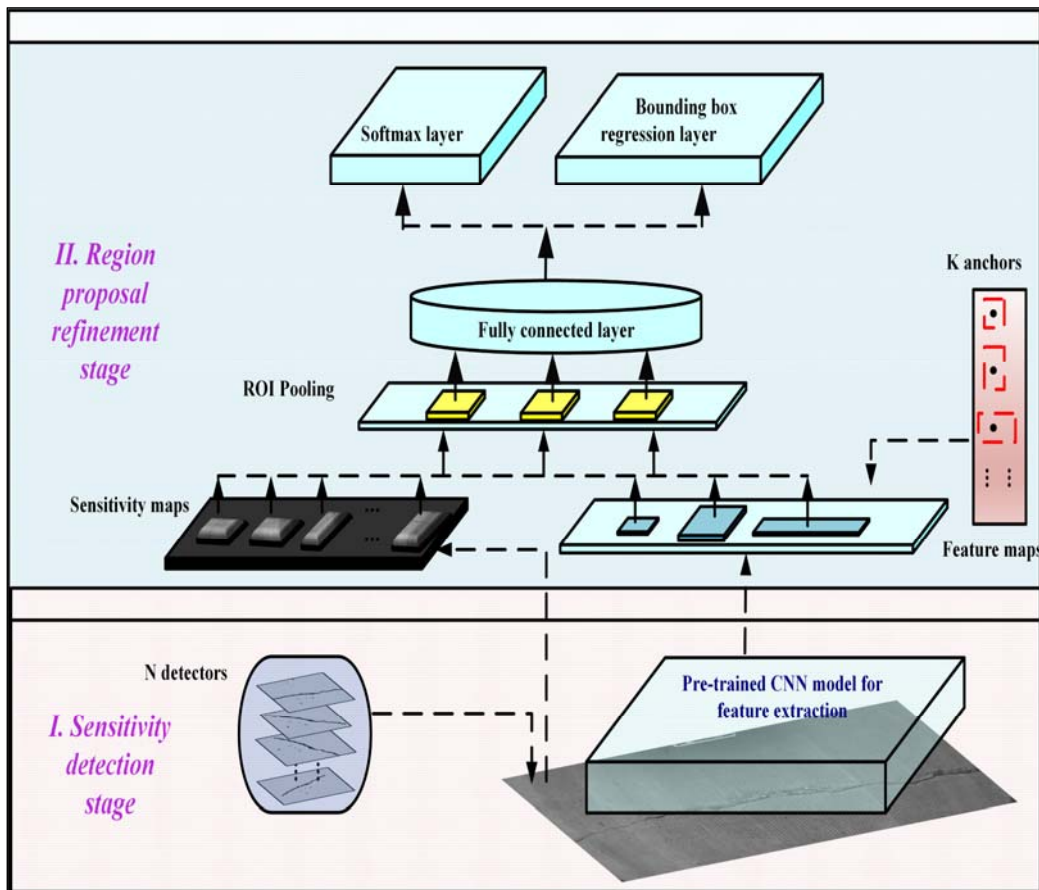 Softmax layer
Bounding box
regression layer
II. Region
proposal
refinement
stage
K anchors
Fully connected layer
ROI Pooling
Sensitivity maps
Feature maps
N detectors
I. Sensitivity
detection
stage
Pre-trained CNN model for
feature extraction